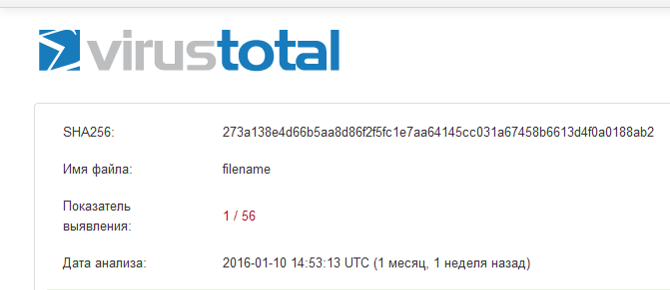 virustotal
SHA256: 273a138e4d66b5aa8d86f2f5fc1e7aa64145cc031a67458b6613d4f0a0188ab2
Имя файла: filename
Показатель
выявления: 1 / 56
Дата анализа: 2016-01-10 14:53:13 UTC (1 месяц, 1 неделя назад)